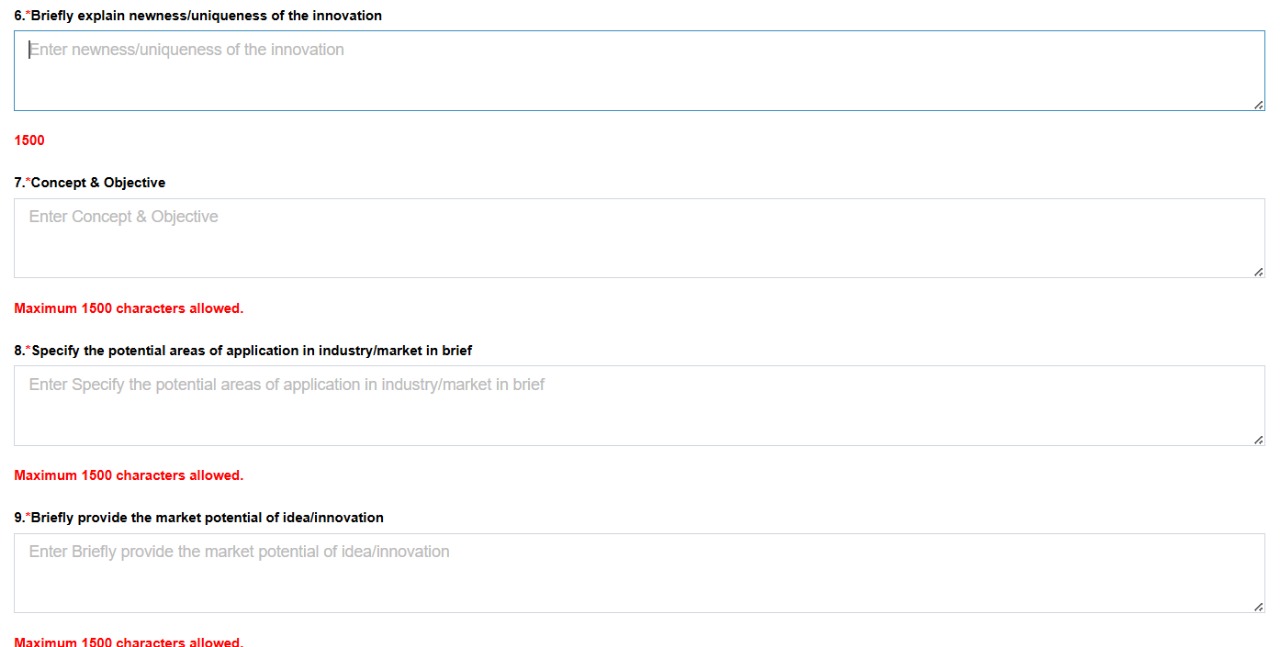 6.*Briefly explain newness/uniqueness of the innovation
Enter newness/uniqueness of the innovation
1500
7.*Concept & Objective
Enter Concept & Objective
Maximum 1500 characters allowed.
8.*Specify the potential areas of application in industry/market in brief
Enter Specify the potential areas of application in industry/market in brief
Maximum 1500 characters allowed.
9.*Briefly provide the market potential of idea/innovation
Enter Briefly provide the market potential of idea/innovation
Maximum 1500 characters allowed.